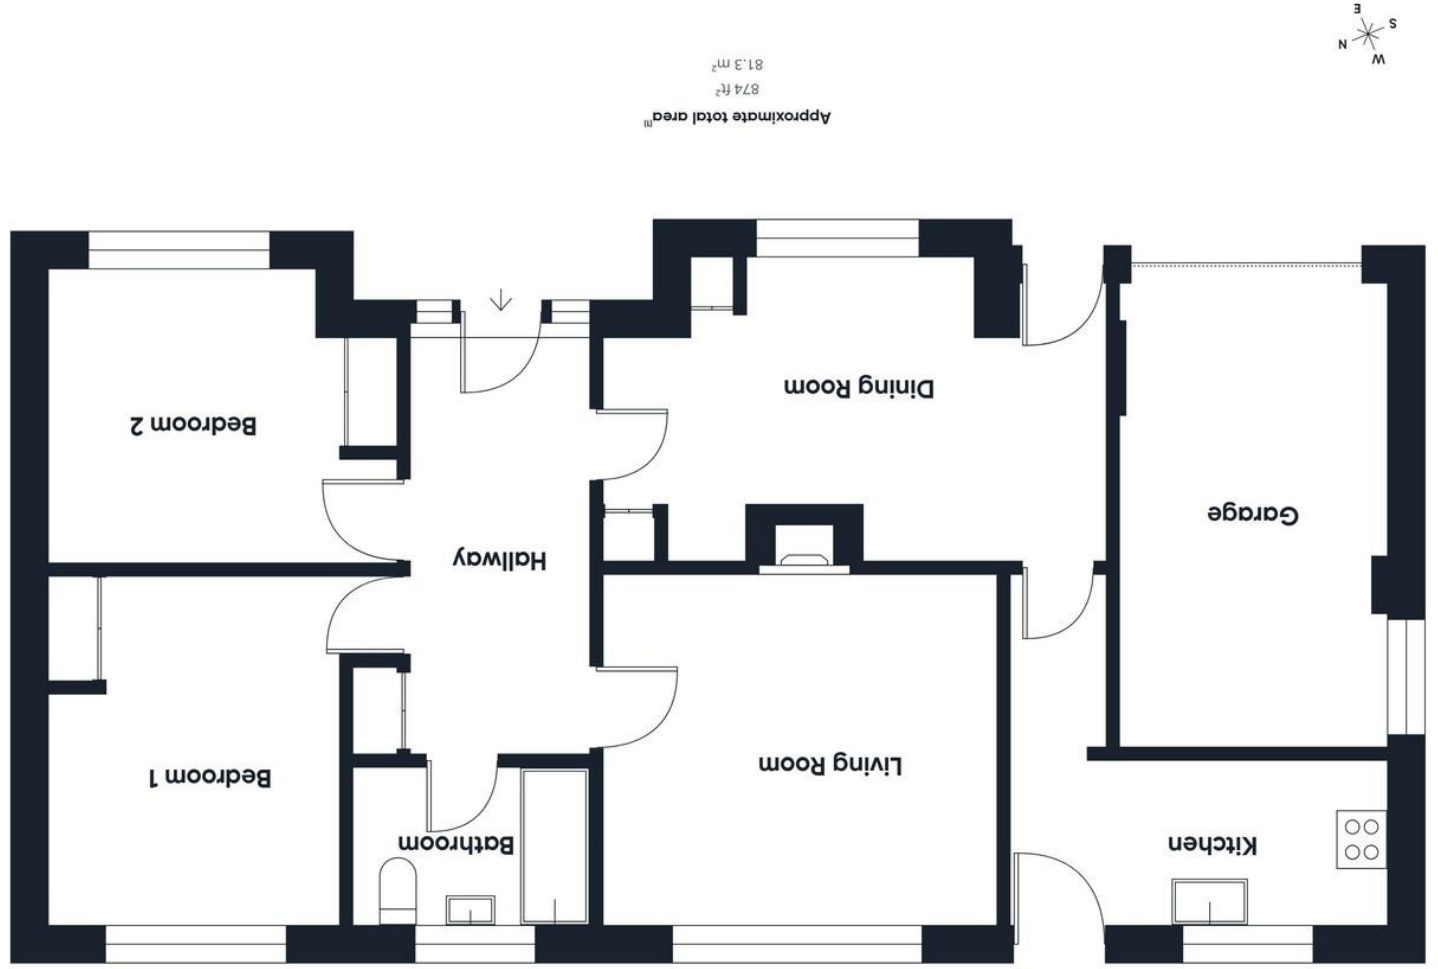 Kitchen
Bathroom
Bedroom 1
Living Room
Hallway
Garage
Bedroom 2
Dining Room
Approximate total area⁽¹⁾
874 ft²
81.3 m²
W
N
S
E